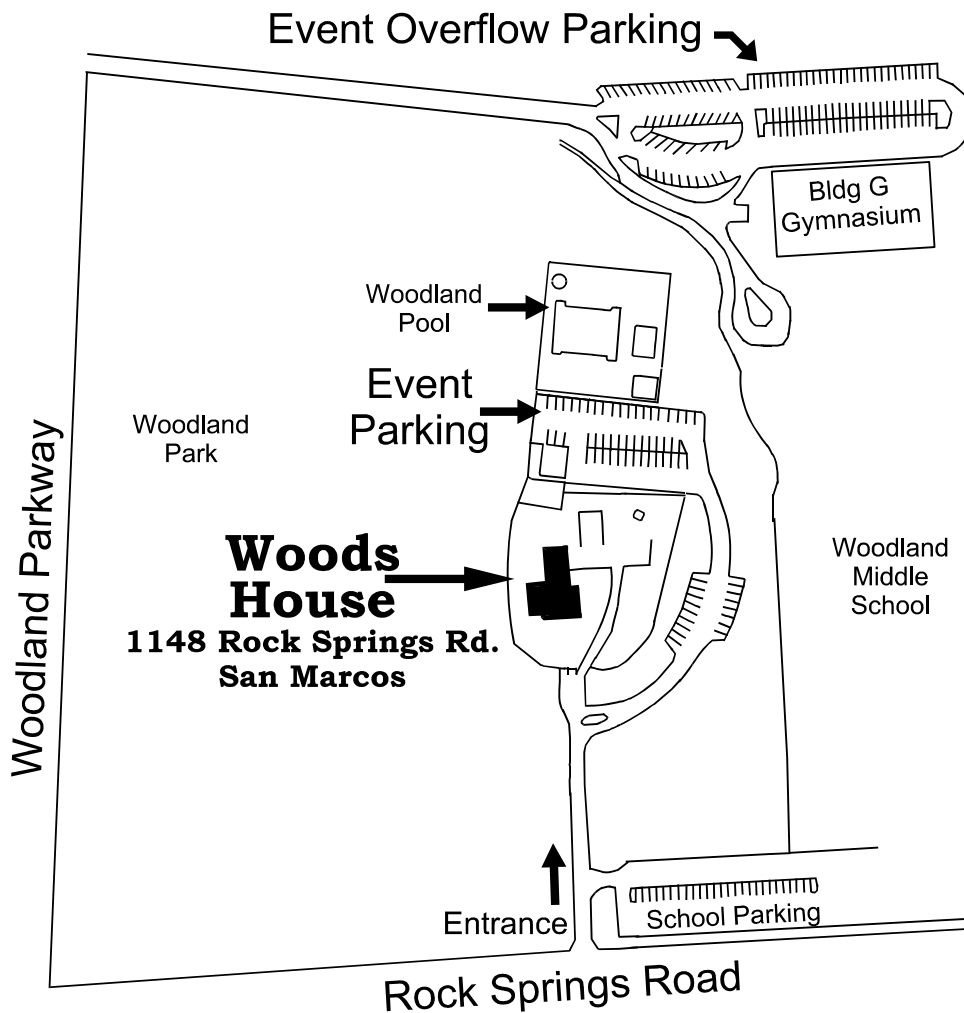 Event Overflow Parking
Bldg G
Gymnasium
Woodland
Pool
Event
Parking
Woodland
Park
Woodland Parkway
Woods
House
1148 Rock Springs Rd.
San Marcos
Woodland
Middle
School
Entrance
School Parking
Rock Springs Road